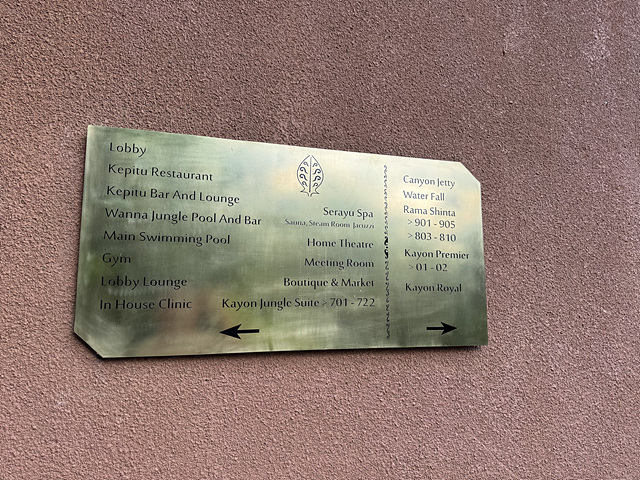 Lobby
Kepitu Restaurant
Kepitu Bar And Lounge
Wanna Jungle Pool And Bar
Main Swimming Pool
Gym
Lobby Lounge
In House Clinic
Serayu Spa
Sauna, Steam Room, Jacuzzi
Home Theatre
Meeting Room
Boutique & Market
Kayon Jungle Suite > 701 - 722
Canyon Jetty
Water Fall
Rama Shinta
> 901 - 905
> 803 - 810
Kayon Premier
> 01 - 02
Kayon Royal